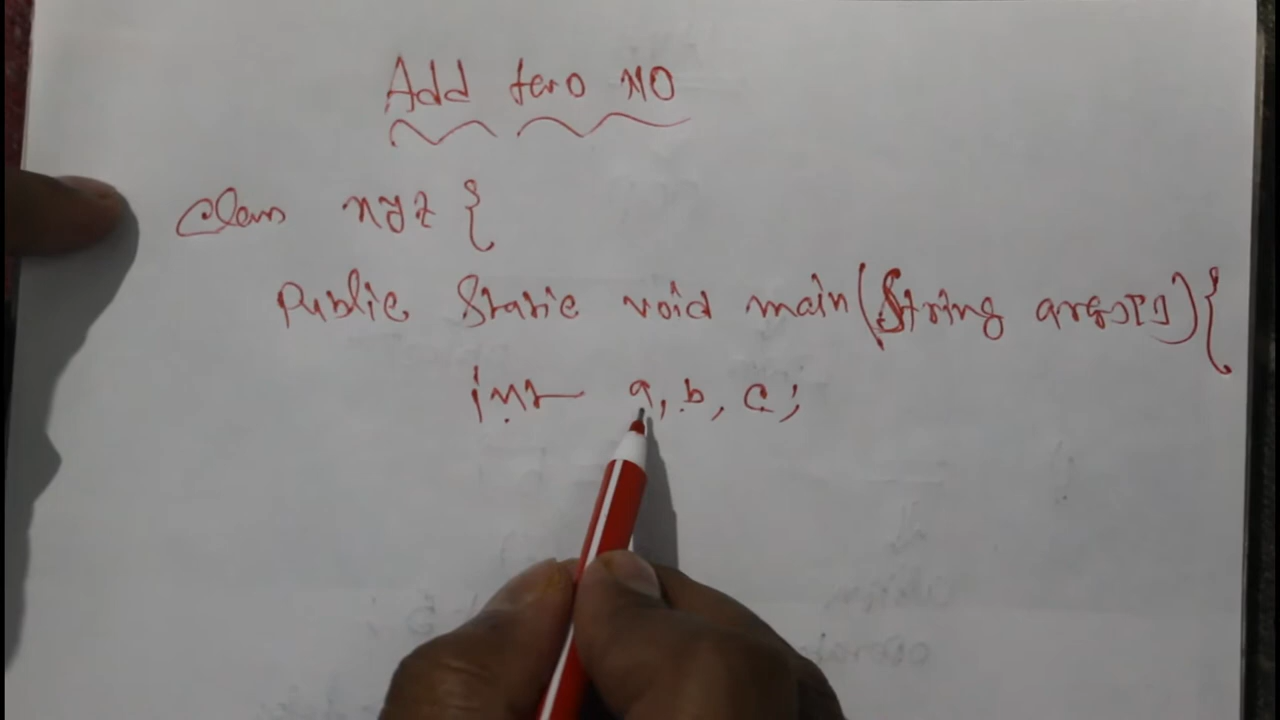 Add two NO
class xyz {
public static void main(String args[]){
int a, b, c;